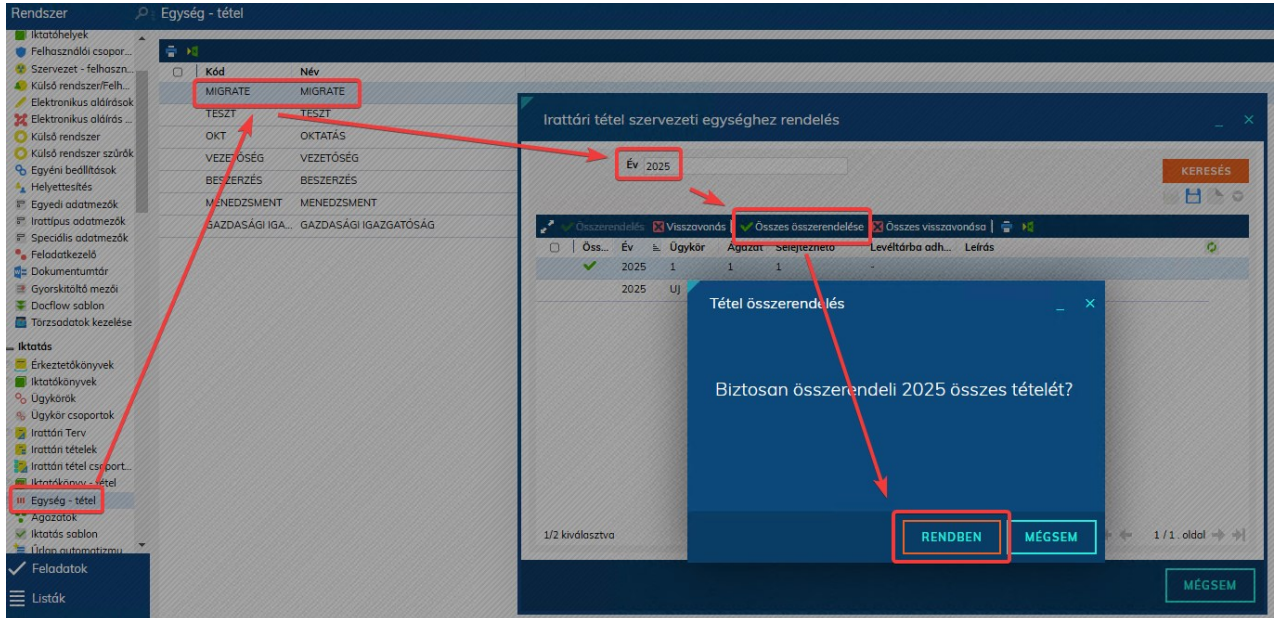 Rendszer
Egység - tétel
Iktatóhelyek
Felhasználói csopor...
Szervezet - felhaszn...
Külső rendszer/Felh...
Elektronikus aláírások
Elektronikus aláírás ...
Külső rendszer
Külső rendszer szűrők
Egyéni beállítások
Helyettesítés
Egyedi adatmezők
Irattípus adatmezők
Speciális adatmezők
Feladatkezelő
Dokumentumtár
Gyorskitöltő mezői
Docflow sablon
Törzsadatok kezelése
Iktatás
Érkeztetőkönyvek
Iktatókönyvek
Ügykörök
Ügykör csoportok
Irattári Terv
Irattári tételek
Irattári tétel csoport...
Iktatókönyv - tétel
Egység - tétel
Ágazatok
Iktatás sablon
Űrlap automatizmu...
Feladatok
Listák
Kód Név
MIGRATE MIGRATE
TESZT TESZT
OKT OKTATÁS
VEZETŐSÉG VEZETŐSÉG
BESZERZÉS BESZERZÉS
MENEDZSMENT MENEDZSMENT
GAZDASÁGI IGA... GAZDASÁGI IGAZGATÓSÁG
Irattári tétel szervezeti egységhez rendelés
Év 2025
KERESÉS
Összerendelés Visszavonás Összes összerendelése Összes visszavonása
Öss... Év Ügykör Ágazat Selejtezhető Levéltárba adh... Leírás
2025 1 1 1 -
2025 UJ
Tétel összerendelés
Biztosan összerendeli 2025 összes tételét?
RENDBEN MÉGSEM
1/2 kiválasztva
1 / 1. oldal
MÉGSEM